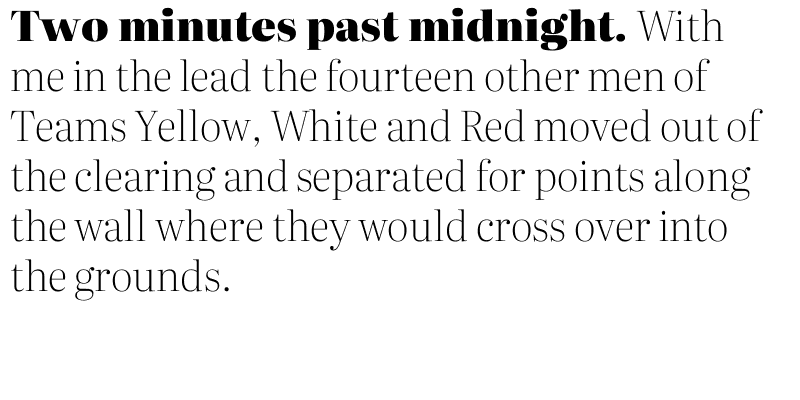 Two minutes past midnight. With
me in the lead the fourteen other men of
Teams Yellow, White and Red moved out of
the clearing and separated for points along
the wall where they would cross over into
the grounds.